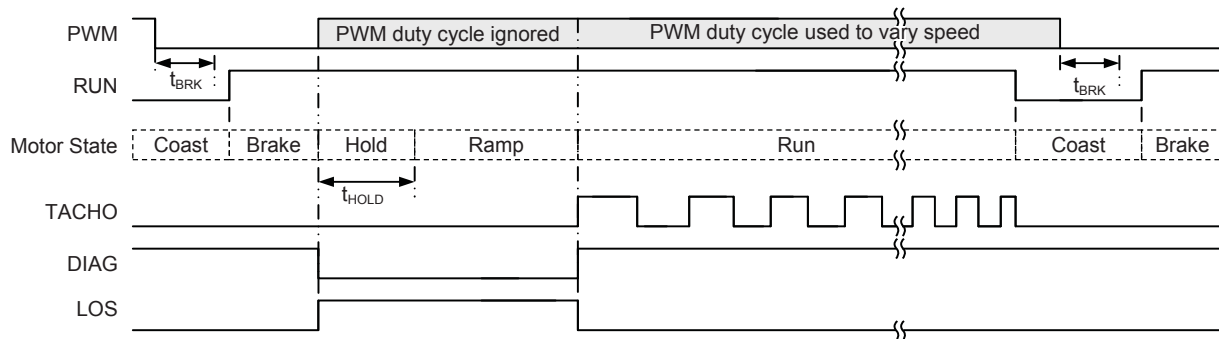 PWM
PWM duty cycle ignored
PWM duty cycle used to vary speed
tBRK
tBRK
RUN
Motor State
Coast
Brake
Hold
Ramp
Run
Coast
Brake
tHOLD
TACHO
DIAG
LOS